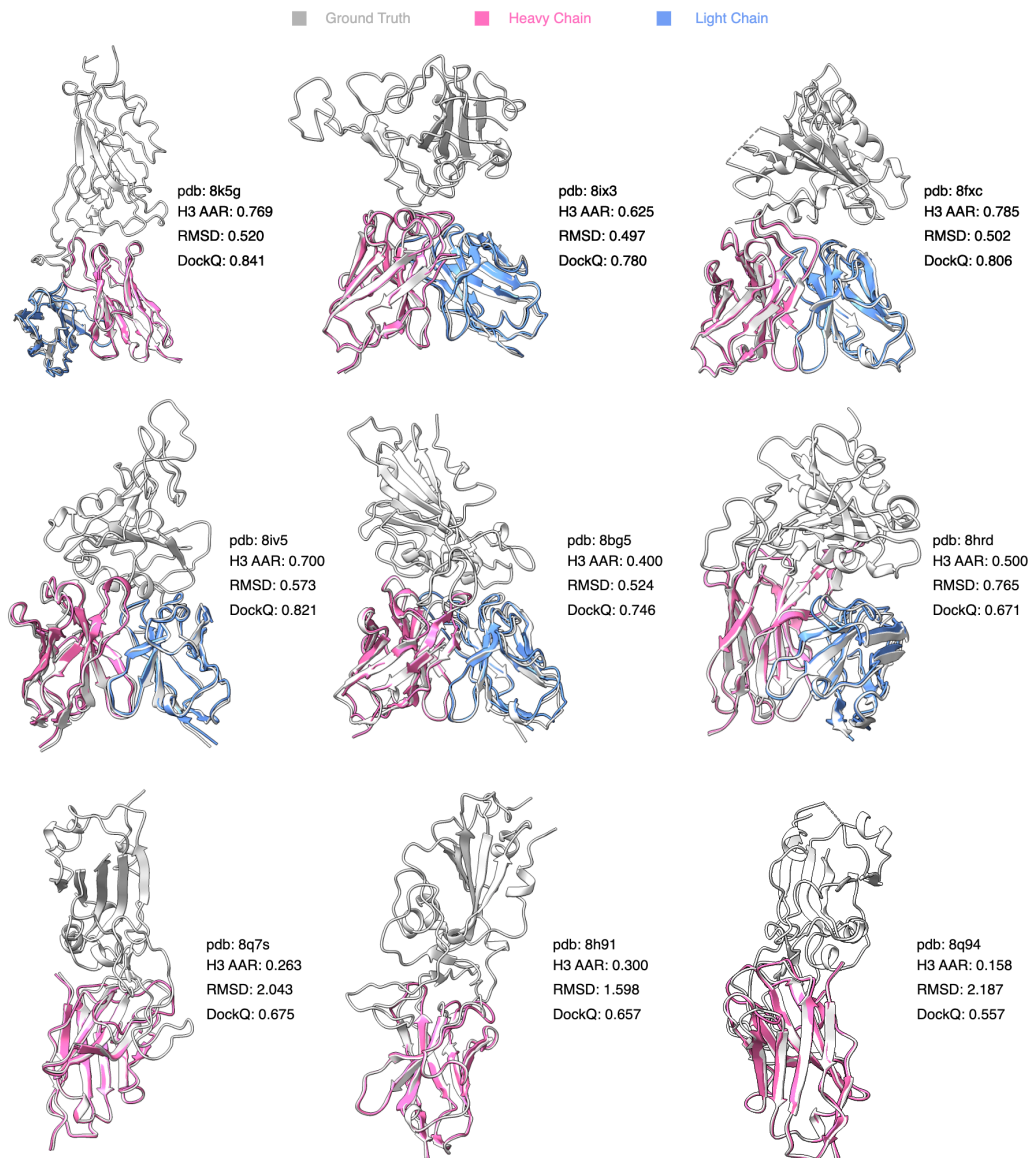 Ground Truth
Heavy Chain
Light Chain
pdb: 8k5g
H3 AAR: 0.769
RMSD: 0.520
DockQ: 0.841
pdb: 8ix3
H3 AAR: 0.625
RMSD: 0.497
DockQ: 0.780
pdb: 8fxc
H3 AAR: 0.785
RMSD: 0.502
DockQ: 0.806
pdb: 8iv5
H3 AAR: 0.700
RMSD: 0.573
DockQ: 0.821
pdb: 8bg5
H3 AAR: 0.400
RMSD: 0.524
DockQ: 0.746
pdb: 8hrd
H3 AAR: 0.500
RMSD: 0.765
DockQ: 0.671
pdb: 8q7s
H3 AAR: 0.263
RMSD: 2.043
DockQ: 0.675
pdb: 8h91
H3 AAR: 0.300
RMSD: 1.598
DockQ: 0.657
pdb: 8q94
H3 AAR: 0.158
RMSD: 2.187
DockQ: 0.557